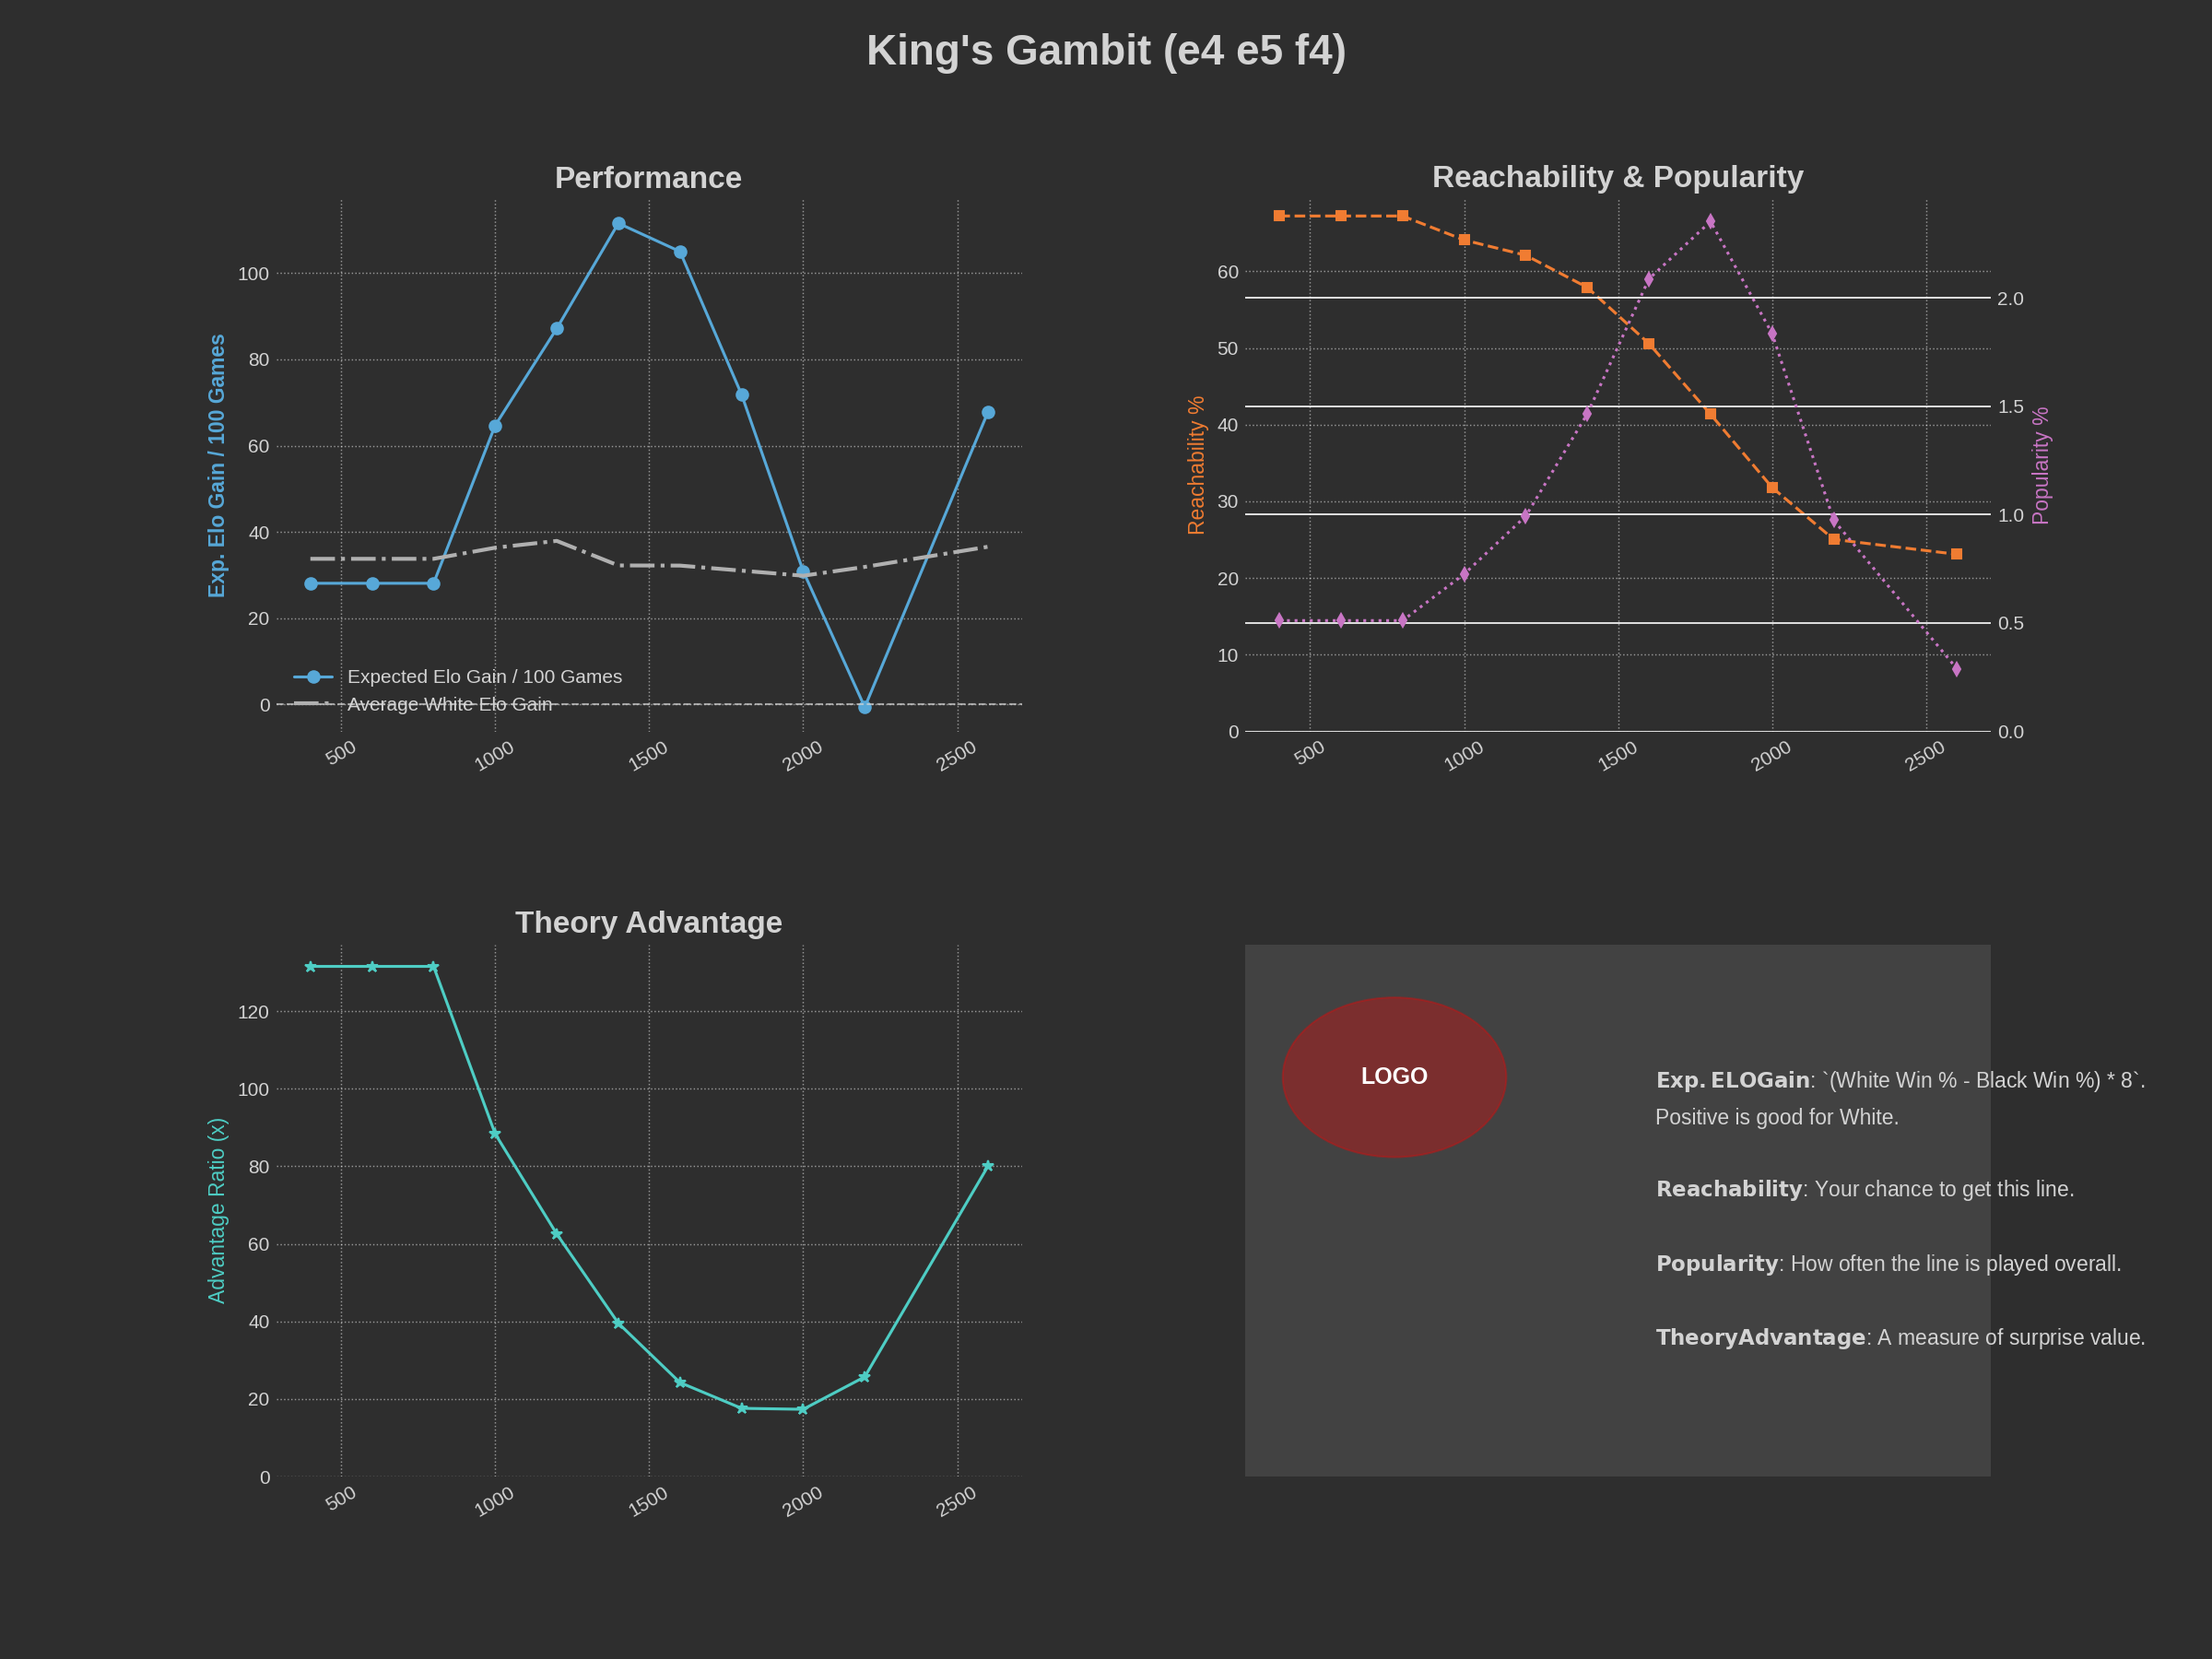 King's Gambit (e4 e5 f4)
Performance
Exp. Elo Gain / 100 Games
100
80
60
40
20
0
Expected Elo Gain / 100 Games
Average White Elo Gain
500
1000
1500
2000
2500
Reachability & Popularity
Reachability %
60
50
40
30
20
10
0
2.0
1.5
1.0
0.5
0.0
Popularity %
500
1000
1500
2000
2500
Theory Advantage
Advantage Ratio (x)
120
100
80
60
40
20
0
500
1000
1500
2000
2500
LOGO
Exp. ELOGain: `(White Win % - Black Win %) * 8`.
Positive is good for White.
Reachability: Your chance to get this line.
Popularity: How often the line is played overall.
TheoryAdvantage: A measure of surprise value.